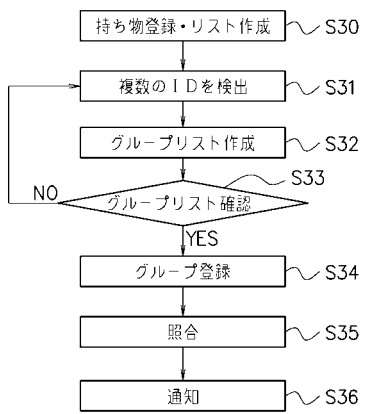 持ち物登録・リスト作成 S30
複数のIDを検出 S31
グループリスト作成 S32
S33
NO グループリスト確認
YES
グループ登録 S34
照合 S35
通知 S36